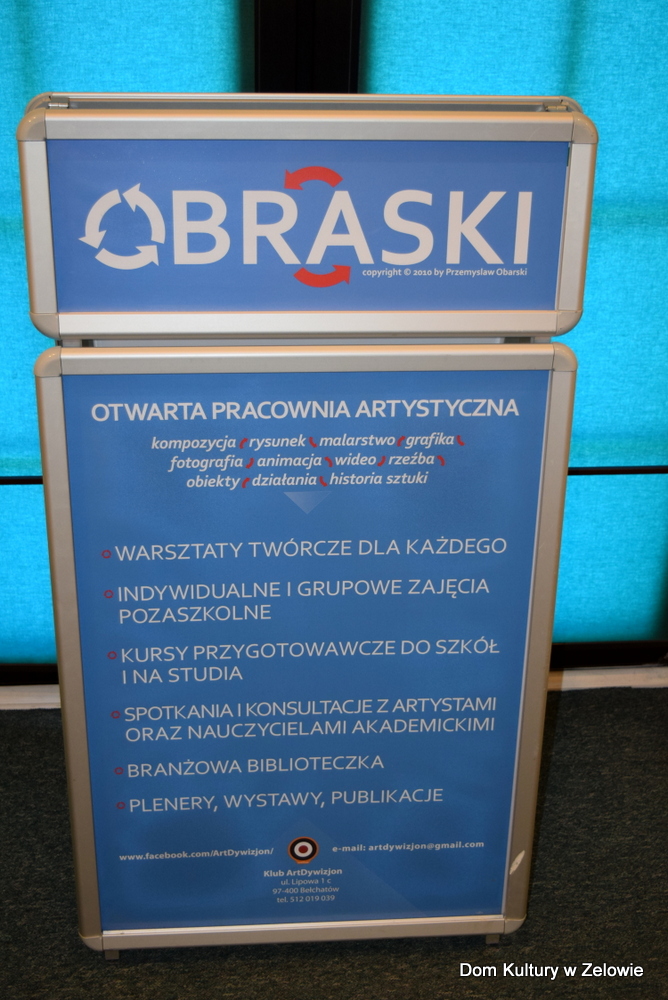 OBRASKI
copyright © 2010 by Przemysław Obarski
OTWARTA PRACOWNIA ARTYSTYCZNA
kompozycja rysunek malarstwo grafika
fotografia animacja wideo rzeźba
obiekty działania historia sztuki
WARSZTATY TWÓRCZE DLA KAŻDEGO
INDYWIDUALNE I GRUPOWE ZAJĘCIA
POZASZKOLNE
KURSY PRZYGOTOWAWCZE DO SZKÓŁ
I NA STUDIA
SPOTKANIA I KONSULTACJE Z ARTYSTAMI
ORAZ NAUCZYCIELAMI AKADEMICKIMI
BRANŻOWA BIBLIOTECZKA
PLENERY, WYSTAWY, PUBLIKACJE
www.facebook.com/ArtDywizjon/ e-mail: artdywizjon@gmail.com
Klub ArtDywizjon
ul. Lipowa 1 c
97-400 Bełchatów
tel. 512 019 039
Dom Kultury w Zelowie